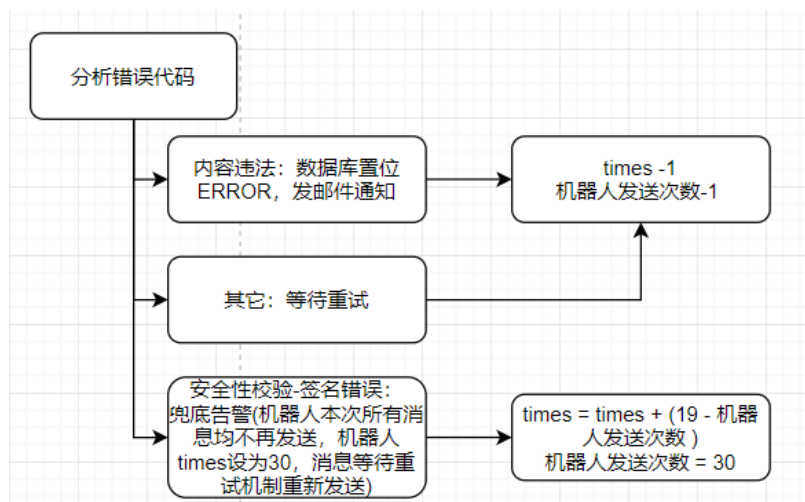 分析错误代码
内容违法：数据库置位
ERROR，发邮件通知
times -1
机器人发送次数-1
其它：等待重试
安全性校验-签名错误：
兜底告警(机器人本次所有消
息均不再发送，机器人
times设为30，消息等待重
试机制重新发送)
times = times + (19 - 机器
人发送次数 )
机器人发送次数 = 30